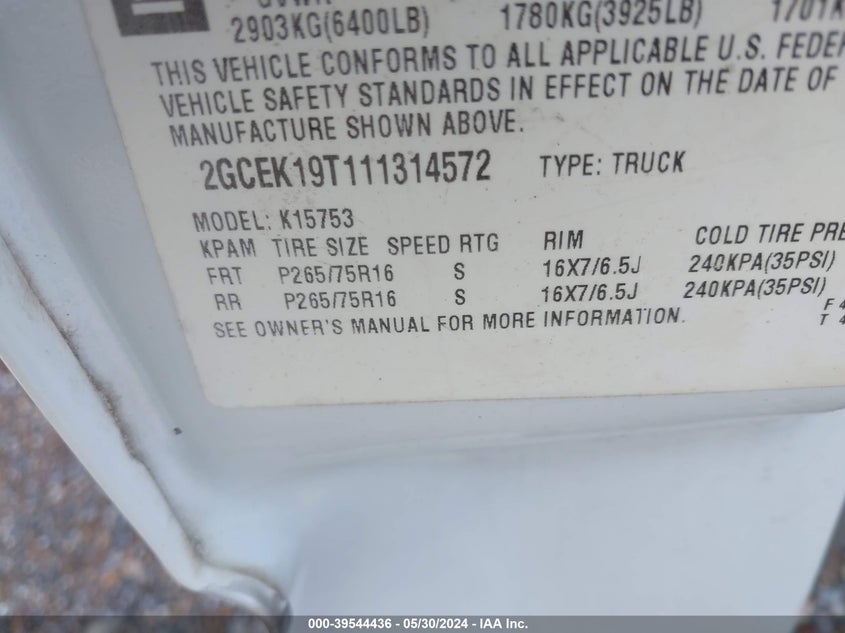 2903KG(6400LB) 1780KG(3925LB)
THIS VEHICLE CONFORMS TO ALL APPLICABLE U.S. FEDER
VEHICLE SAFETY STANDARDS IN EFFECT ON THE DATE OF
MANUFACTURE SHOWN ABOVE.
2GCEK19T111314572 TYPE: TRUCK
MODEL: K15753
KPAM TIRE SIZE SPEED RTG RIM COLD TIRE PRE
FRT P265/75R16 S 16X7/6.5J 240KPA(35PSI)
RR P265/75R16 S 16X7/6.5J 240KPA(35PSI)
SEE OWNER'S MANUAL FOR MORE INFORMATION.
F 4
T 4
000-39544436 - 05/30/2024 - IAA Inc.